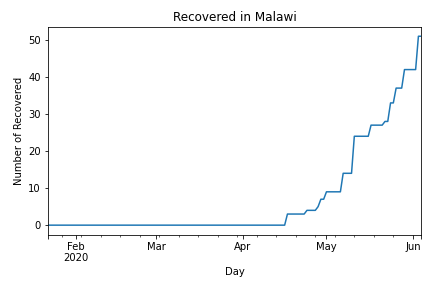 Recovered in Malawi
Number of Recovered
50
40
30
20
10
0
Feb
2020
Mar
Apr
May
Jun
Day